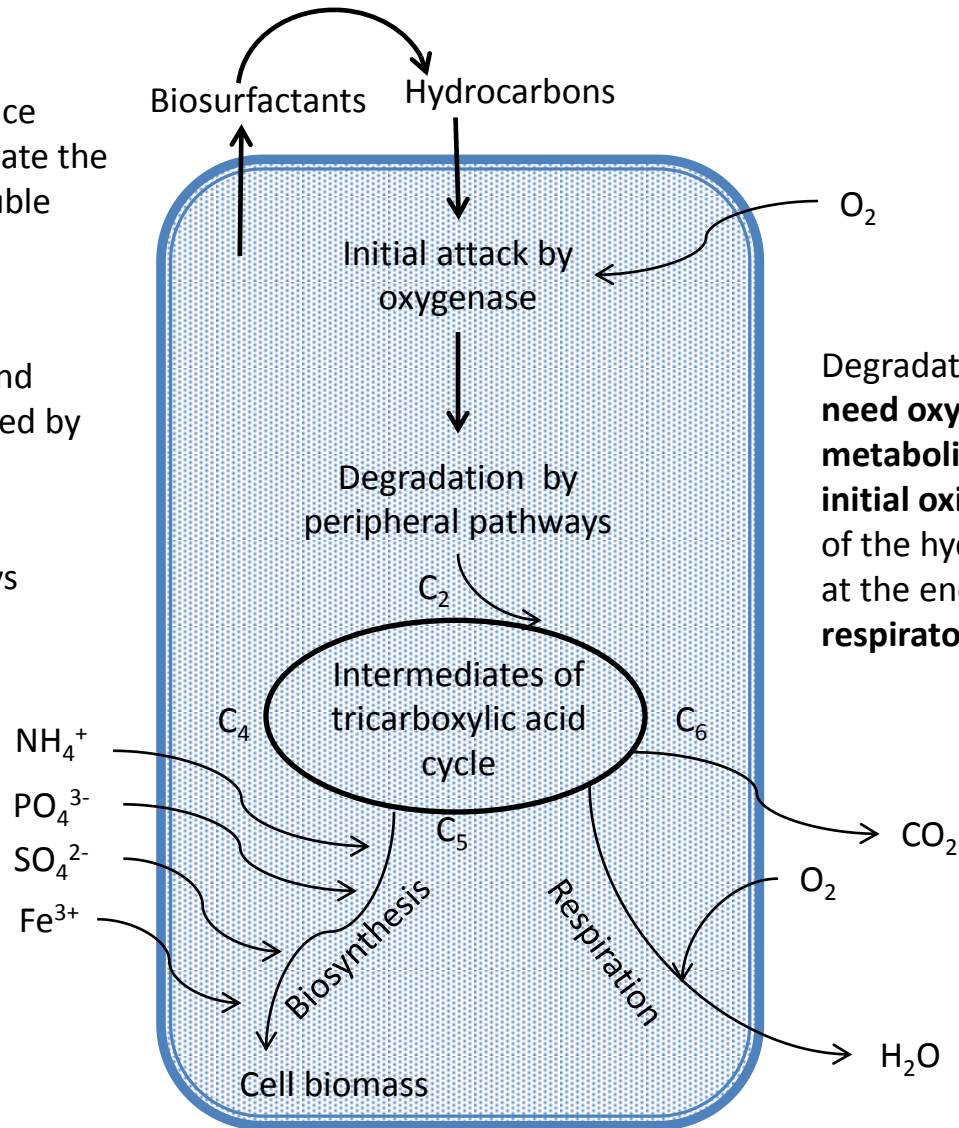 Biosurfactants
Hydrocarbons
ce
ate the
uble
O₂
Initial attack by
oxygenase
nd
ed by
Degradat
need oxy
metaboli
initial oxi
of the hyd
at the end
respirato
Degradation by
peripheral pathways
s
C₂
Intermediates of
tricarboxylic acid
cycle
C₄
C₆
C₅
NH₄⁺
PO₄³⁻
SO₄²⁻
Fe³⁺
CO₂
O₂
Biosynthesis
Respiration
H₂O
Cell biomass